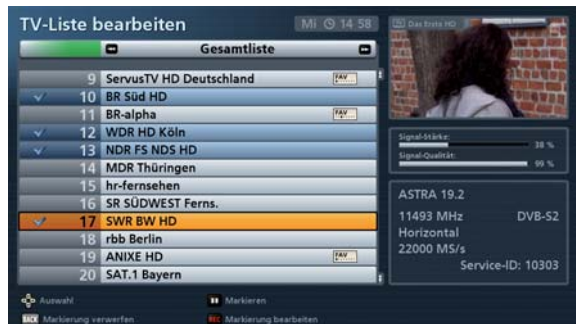 TV-Liste bearbeiten
Mi 14 58
Das Erste HD
Gesamtliste
9 ServusTV HD Deutschland FAV
10 BR Süd HD
11 BR-alpha FAV
12 WDR HD Köln
13 NDR FS NDS HD
14 MDR Thüringen
15 hr-fernsehen
16 SR SÜDWEST Ferns.
17 SWR BW HD
18 rbb Berlin
19 ANIXE HD FAV
20 SAT.1 Bayern
Signal-Stärke:
38 %
Signal-Qualität:
99 %
ASTRA 19.2
11493 MHz DVB-S2
Horizontal
22000 MS/s
Service-ID: 10303
Auswahl
Markieren
BACK Markierung verwerfen
REC Markierung bearbeiten